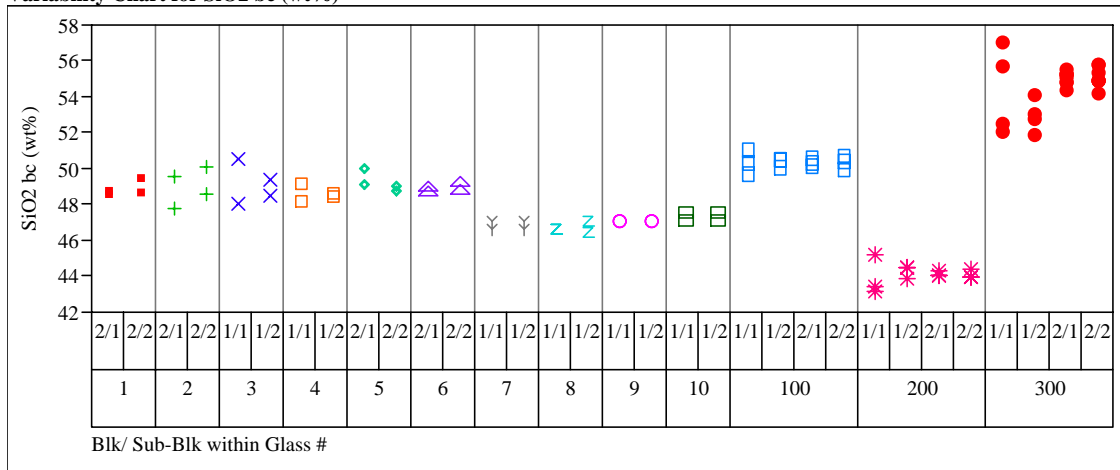 Variability Chart for SiO2 bc (wt%)
58
56
54
52
50
48
46
44
42
SiO2 bc (wt%)
2/1 2/2 2/1 2/2 1/1 1/2 1/1 1/2 2/1 2/2 2/1 2/2 1/1 1/2 1/1 1/2 1/1 1/2 1/1 1/2 1/1 1/2 2/1 2/2 1/1 1/2 2/1 2/2 1/1 1/2 2/1 2/2
1 2 3 4 5 6 7 8 9 10 100 200 300
Blk/ Sub-Blk within Glass #